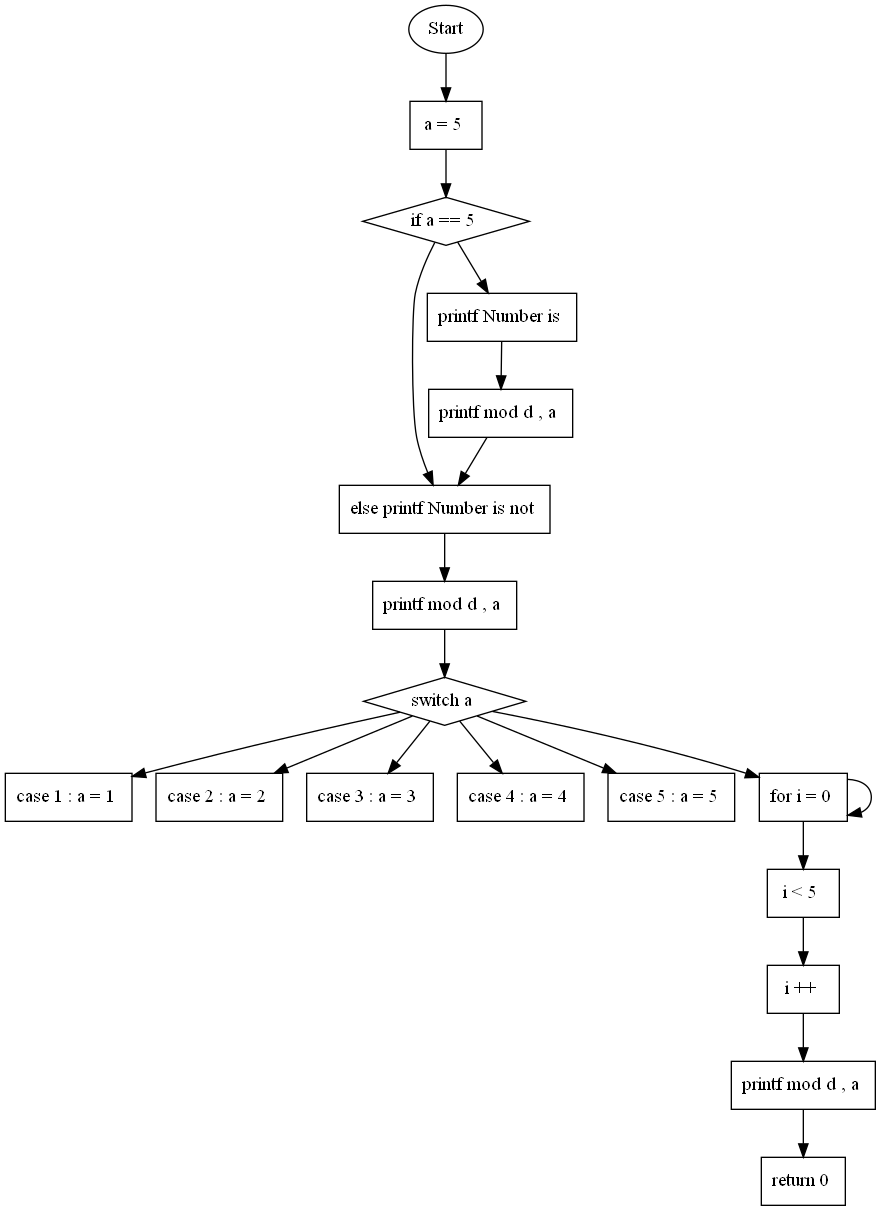 Start
a = 5
if a == 5
printf Number is
printf mod d , a
else printf Number is not
printf mod d , a
switch a
case 1 : a = 1
case 2 : a = 2
case 3 : a = 3
case 4 : a = 4
case 5 : a = 5
for i = 0
i < 5
i ++
printf mod d , a
return 0